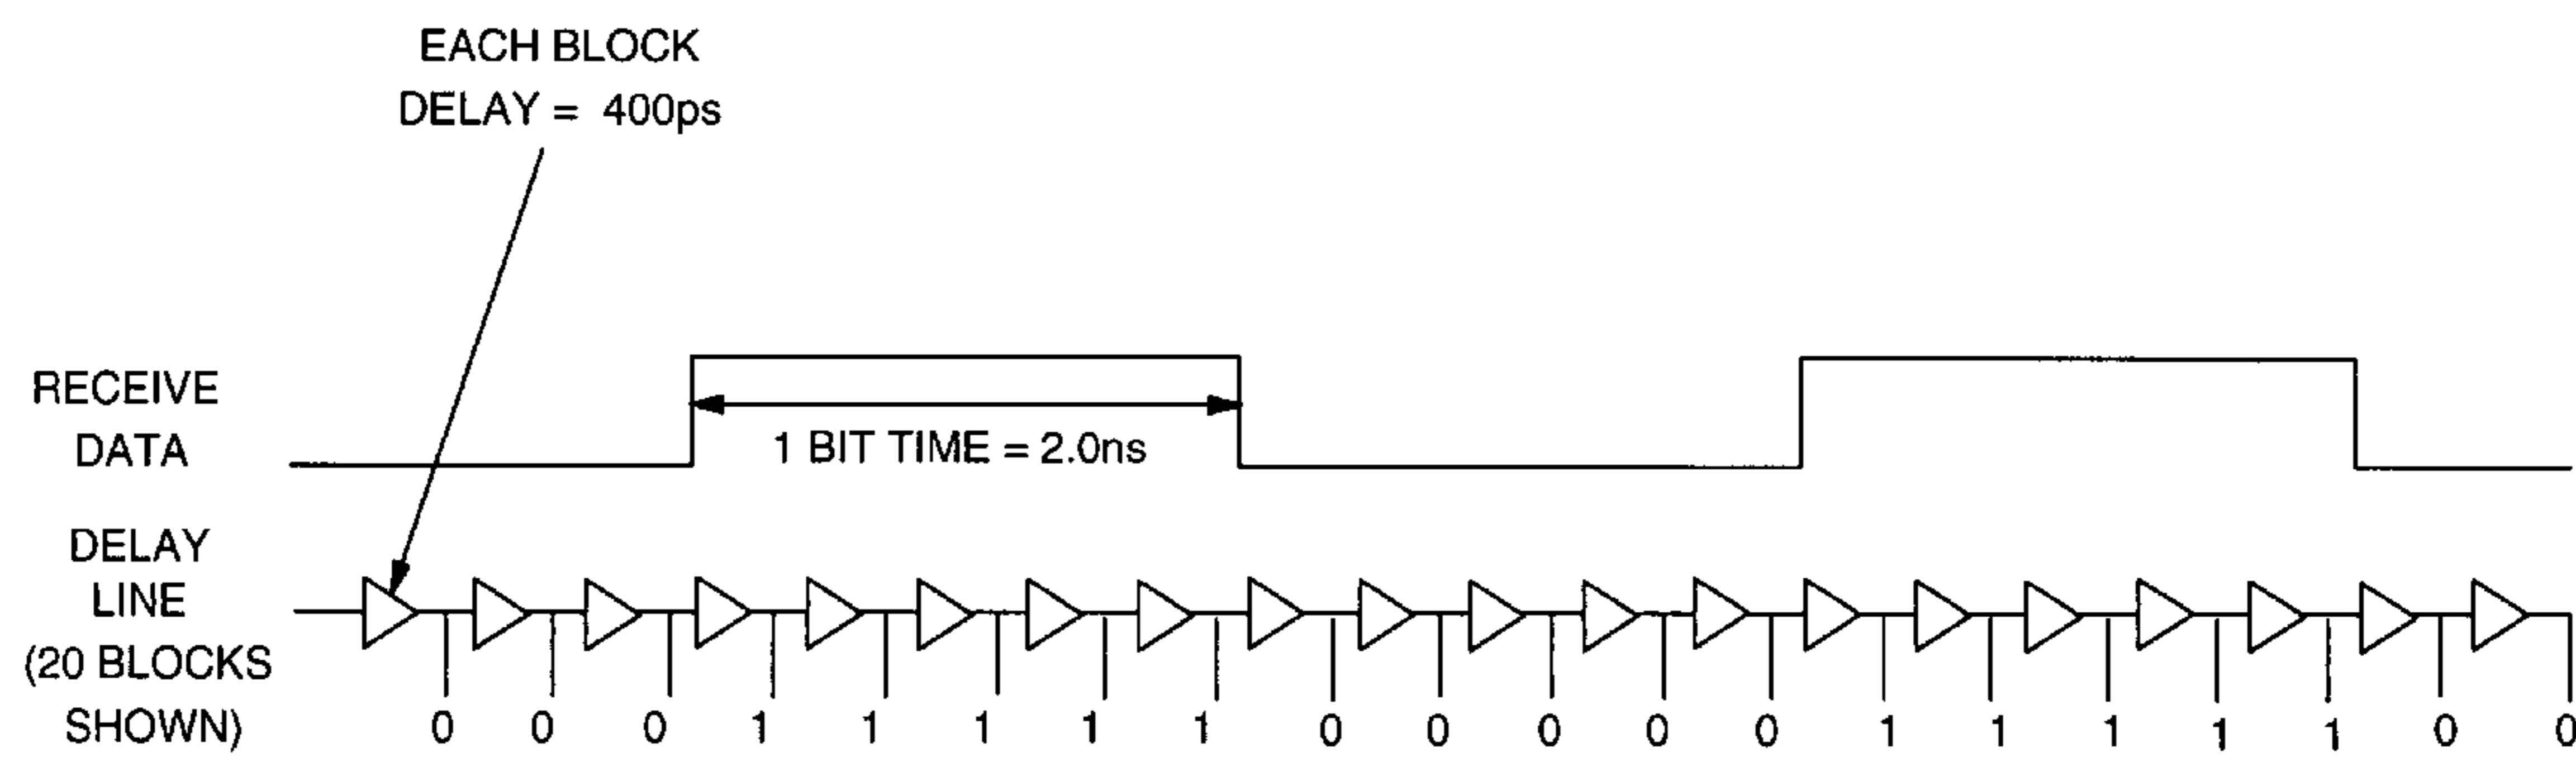 EACH BLOCK
DELAY = 400ps
RECEIVE
DATA
1 BIT TIME = 2.0ns
DELAY
LINE
(20 BLOCKS
SHOWN)
0 0 0 1 1 1 1 1 0 0 0 0 0 1 1 1 1 1 0 0